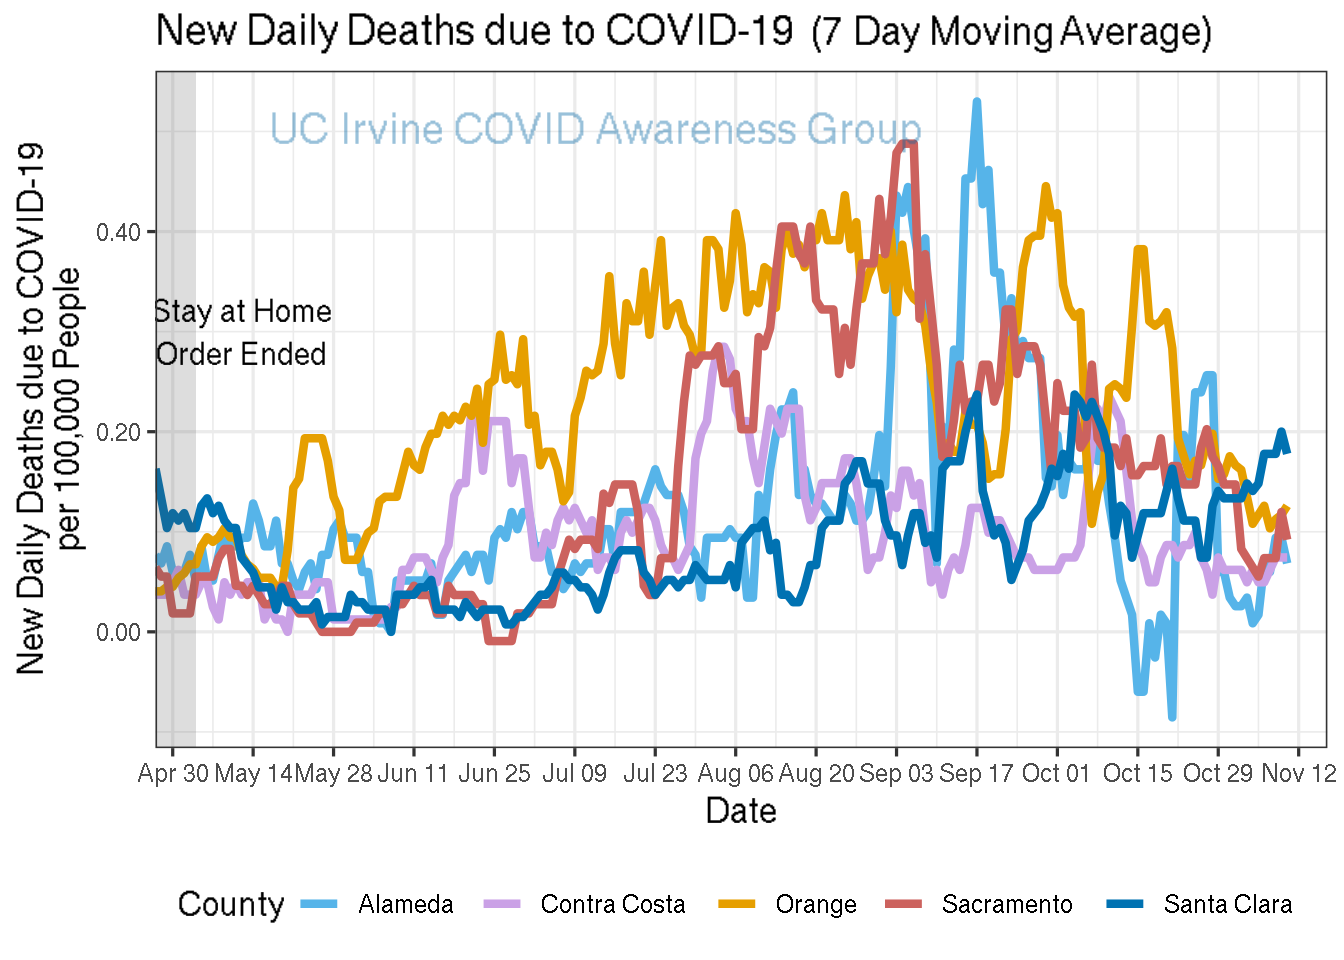 New Daily Deaths due to COVID-19 (7 Day Moving Average)
UC Irvine COVID Awareness Group
New Daily Deaths due to COVID-19
per 100,000 People
0.40
0.20
0.00
Stay at Home
Order Ended
Apr 30 May 14 May 28 Jun 11 Jun 25 Jul 09 Jul 23 Aug 06 Aug 20 Sep 03 Sep 17 Oct 01 Oct 15 Oct 29 Nov 12
Date
County Alameda Contra Costa Orange Sacramento Santa Clara